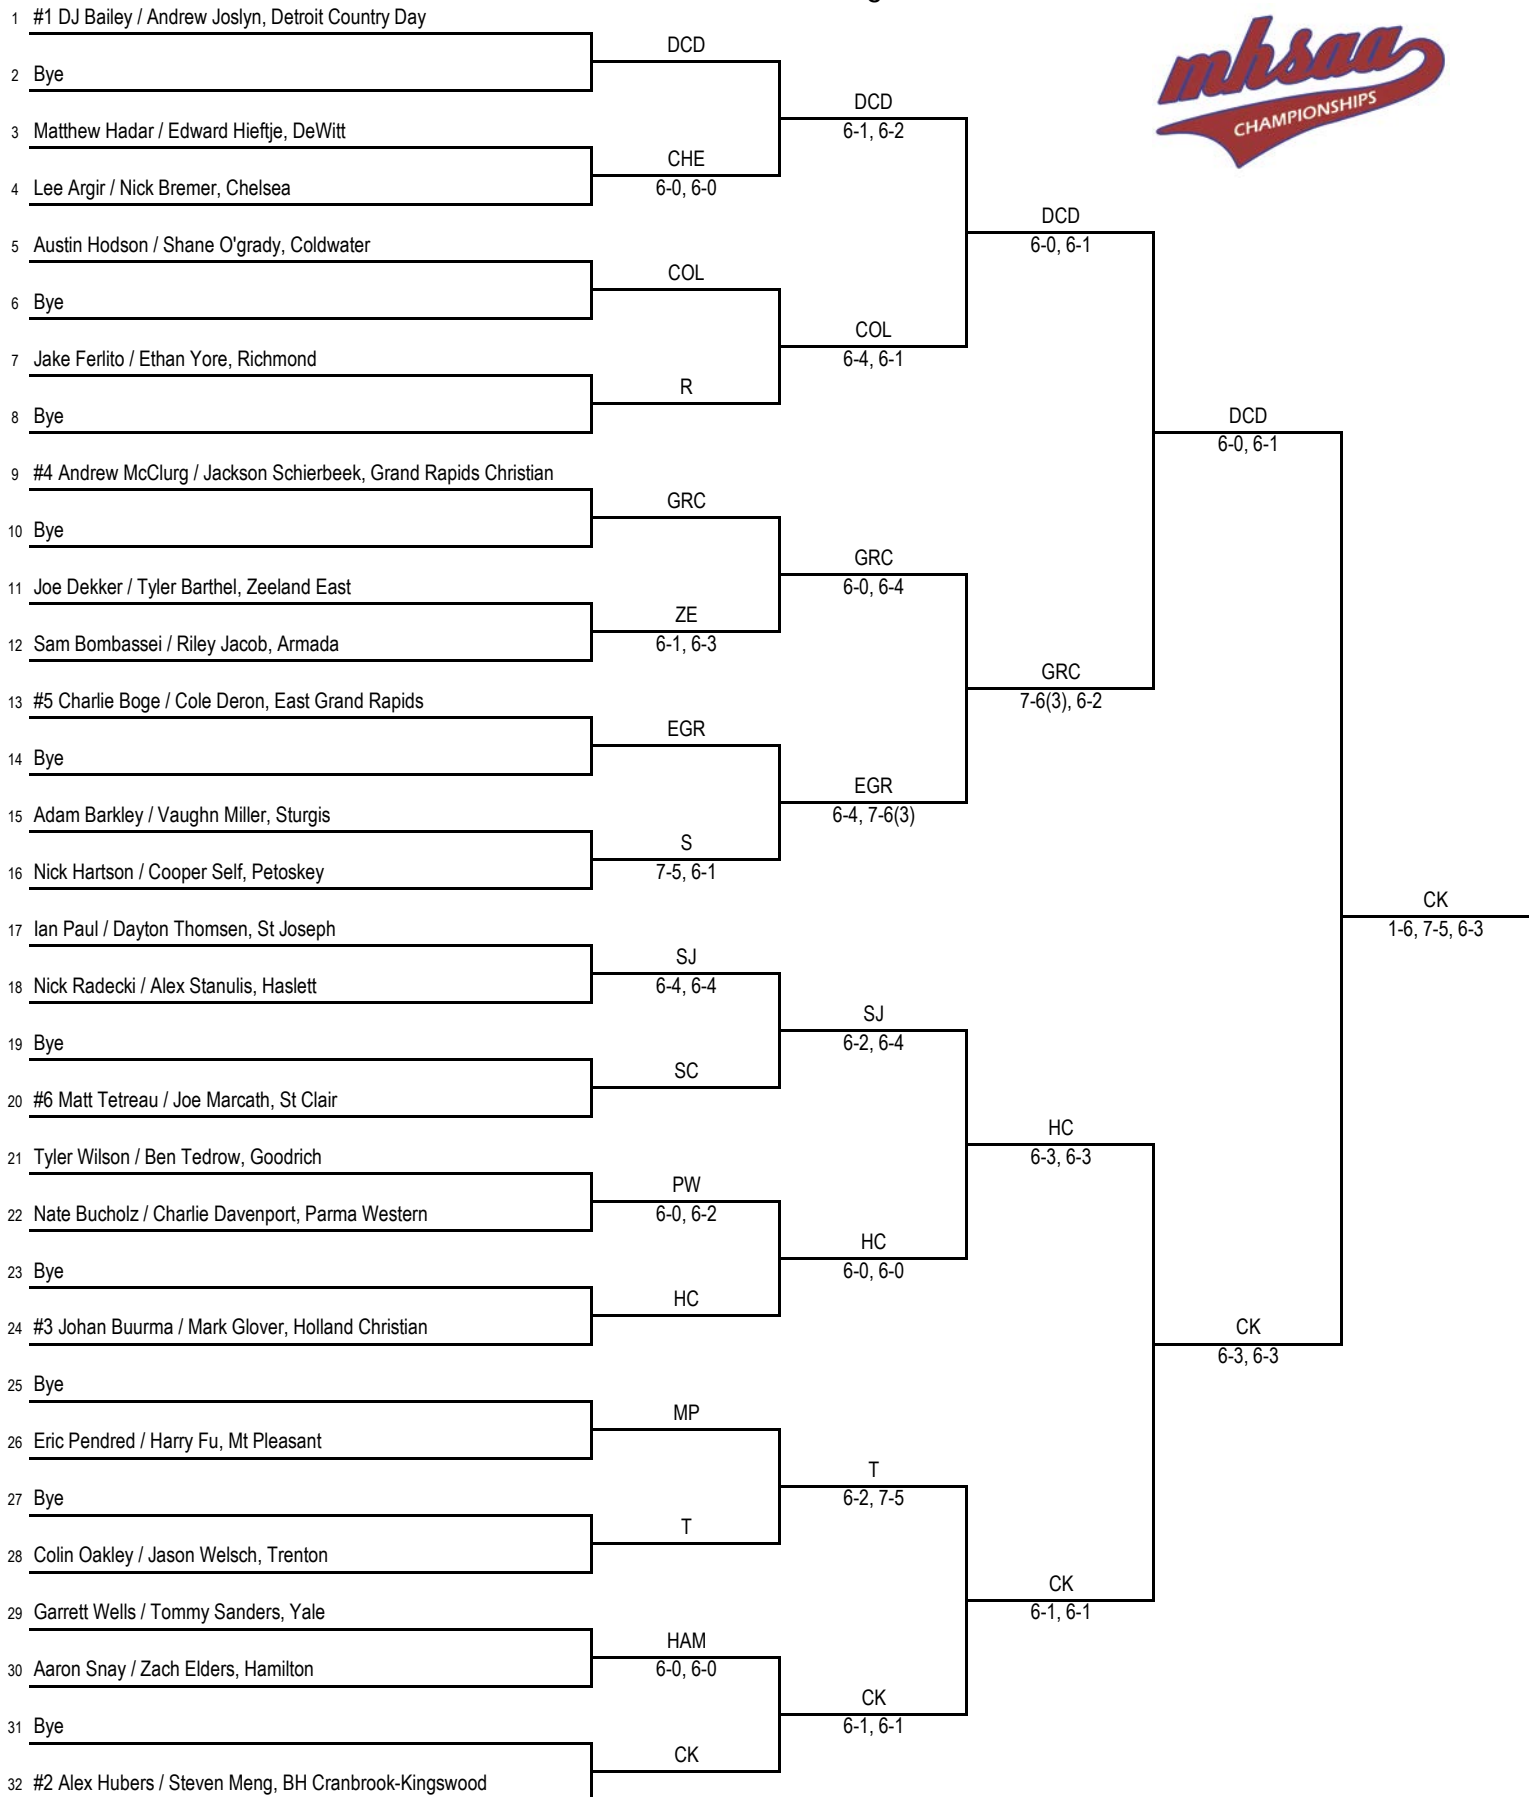 1 #1 DJ Bailey / Andrew Joslyn, Detroit Country Day
DCD
2 Bye
DCD
6-1, 6-2
3 Matthew Hadar / Edward Hieftje, DeWitt
CHE
6-0, 6-0
4 Lee Argir / Nick Bremer, Chelsea
DCD
6-0, 6-1
5 Austin Hodson / Shane O'grady, Coldwater
COL
6 Bye
COL
6-4, 6-1
7 Jake Ferlito / Ethan Yore, Richmond
R
8 Bye
DCD
6-0, 6-1
9 #4 Andrew McClurg / Jackson Schierbeek, Grand Rapids Christian
GRC
10 Bye
GRC
6-0, 6-4
11 Joe Dekker / Tyler Barthel, Zeeland East
ZE
6-1, 6-3
12 Sam Bombassei / Riley Jacob, Armada
GRC
7-6(3), 6-2
13 #5 Charlie Boge / Cole Deron, East Grand Rapids
EGR
14 Bye
EGR
6-4, 7-6(3)
15 Adam Barkley / Vaughn Miller, Sturgis
S
7-5, 6-1
16 Nick Hartson / Cooper Self, Petoskey
CK
1-6, 7-5, 6-3
17 Ian Paul / Dayton Thomsen, St Joseph
SJ
6-4, 6-4
18 Nick Radecki / Alex Stanulis, Haslett
SJ
6-2, 6-4
19 Bye
SC
20 #6 Matt Tetreau / Joe Marcath, St Clair
HC
6-3, 6-3
21 Tyler Wilson / Ben Tedrow, Goodrich
PW
6-0, 6-2
22 Nate Bucholz / Charlie Davenport, Parma Western
HC
6-0, 6-0
23 Bye
HC
24 #3 Johan Buurma / Mark Glover, Holland Christian
CK
6-3, 6-3
25 Bye
MP
26 Eric Pendred / Harry Fu, Mt Pleasant
T
6-2, 7-5
27 Bye
T
28 Colin Oakley / Jason Welsch, Trenton
CK
6-1, 6-1
29 Garrett Wells / Tommy Sanders, Yale
HAM
6-0, 6-0
30 Aaron Snay / Zach Elders, Hamilton
CK
6-1, 6-1
31 Bye
CK
32 #2 Alex Hubers / Steven Meng, BH Cranbrook-Kingswood
mhsaa
CHAMPIONSHIPS